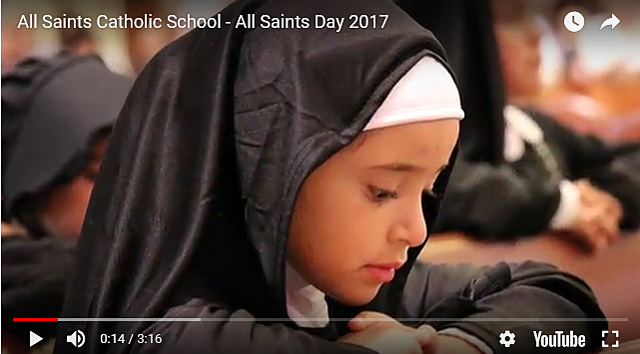 All Saints Catholic School - All Saints Day 2017
0:14 / 3:16
YouTube